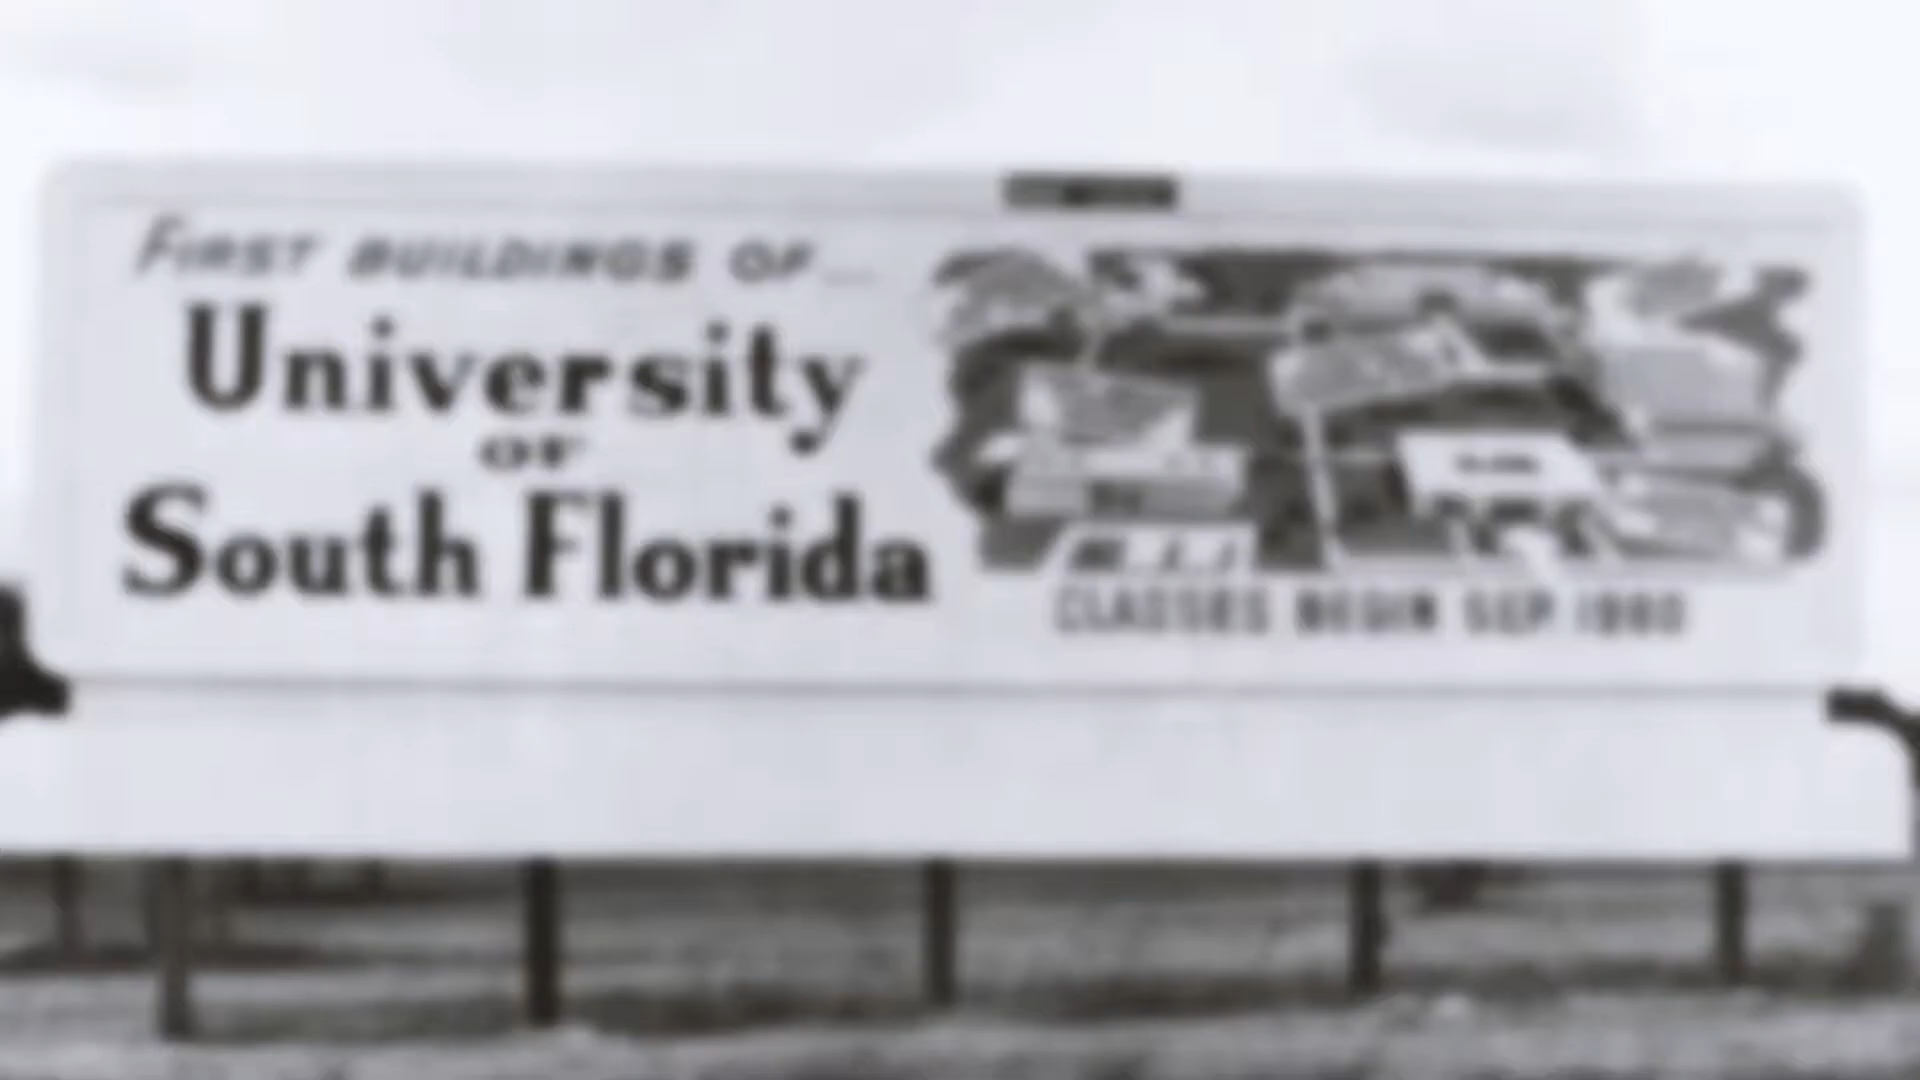 FIRST BUILDINGS OF...
University
OF
South Florida
CLASSES BEGIN SEP. 1960